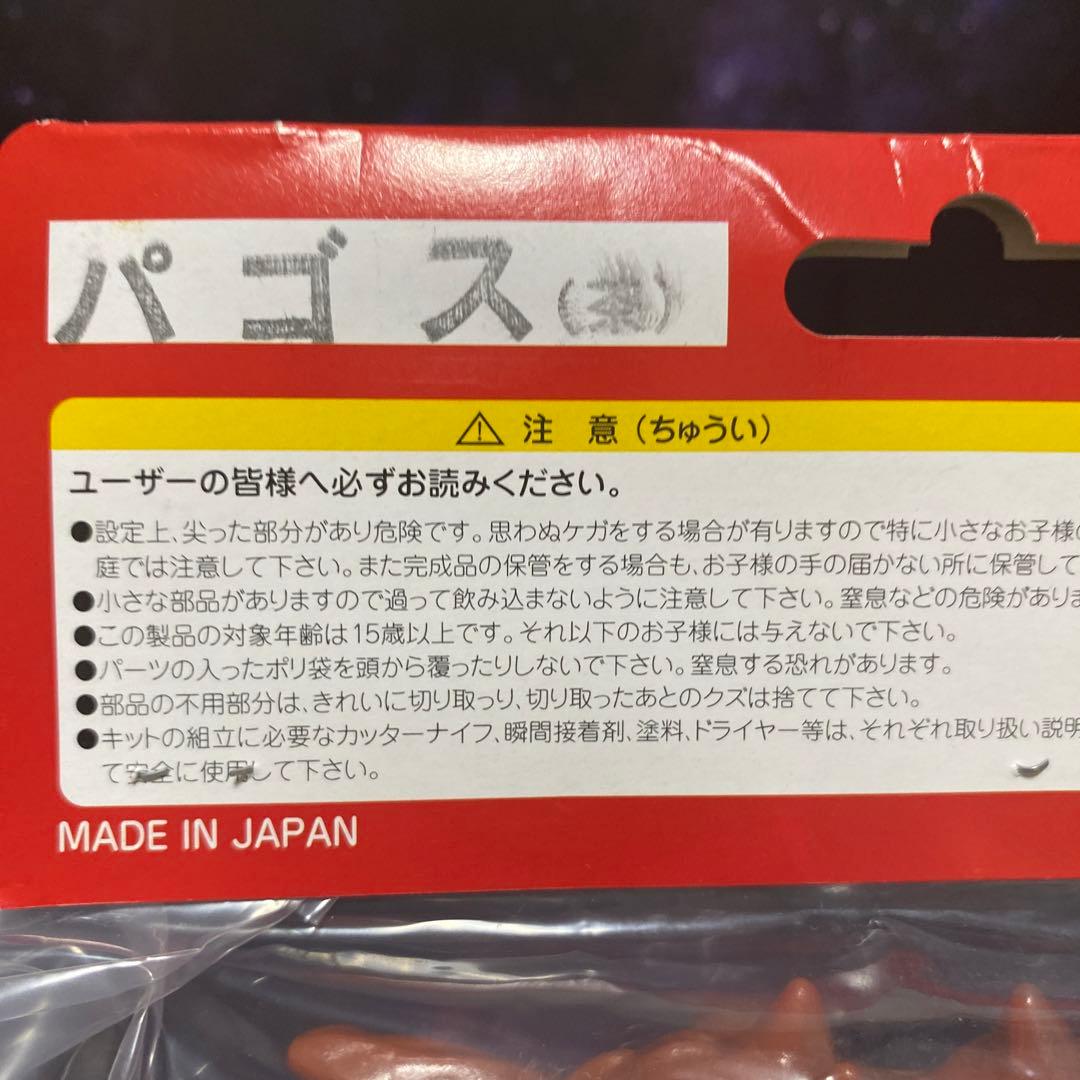 パゴス(茶)
注 意 (ちゅうい)
ユーザーの皆様へ必ずお読みください。
●設定上、尖った部分があり危険です。思わぬケガをする場合が有りますので特に小さなお子様の
庭では注意して下さい。また完成品の保管をする場合も、お子様の手の届かない所に保管して
●小さな部品がありますので過って飲み込まないように注意して下さい。窒息などの危険がありま
●この製品の対象年齢は15歳以上です。それ以下のお子様には与えないで下さい。
●パーツの入ったポリ袋を頭から覆ったりしないで下さい。窒息する恐れがあります。
●部品の不用部分は、きれいに切り取っり、切り取ったあとのクズは捨てて下さい。
●キットの組立に必要なカッターナイフ、瞬間接着剤、塗料、ドライヤー等は、それぞれ取り扱い説明
て安全に使用して下さい。
MADE IN JAPAN